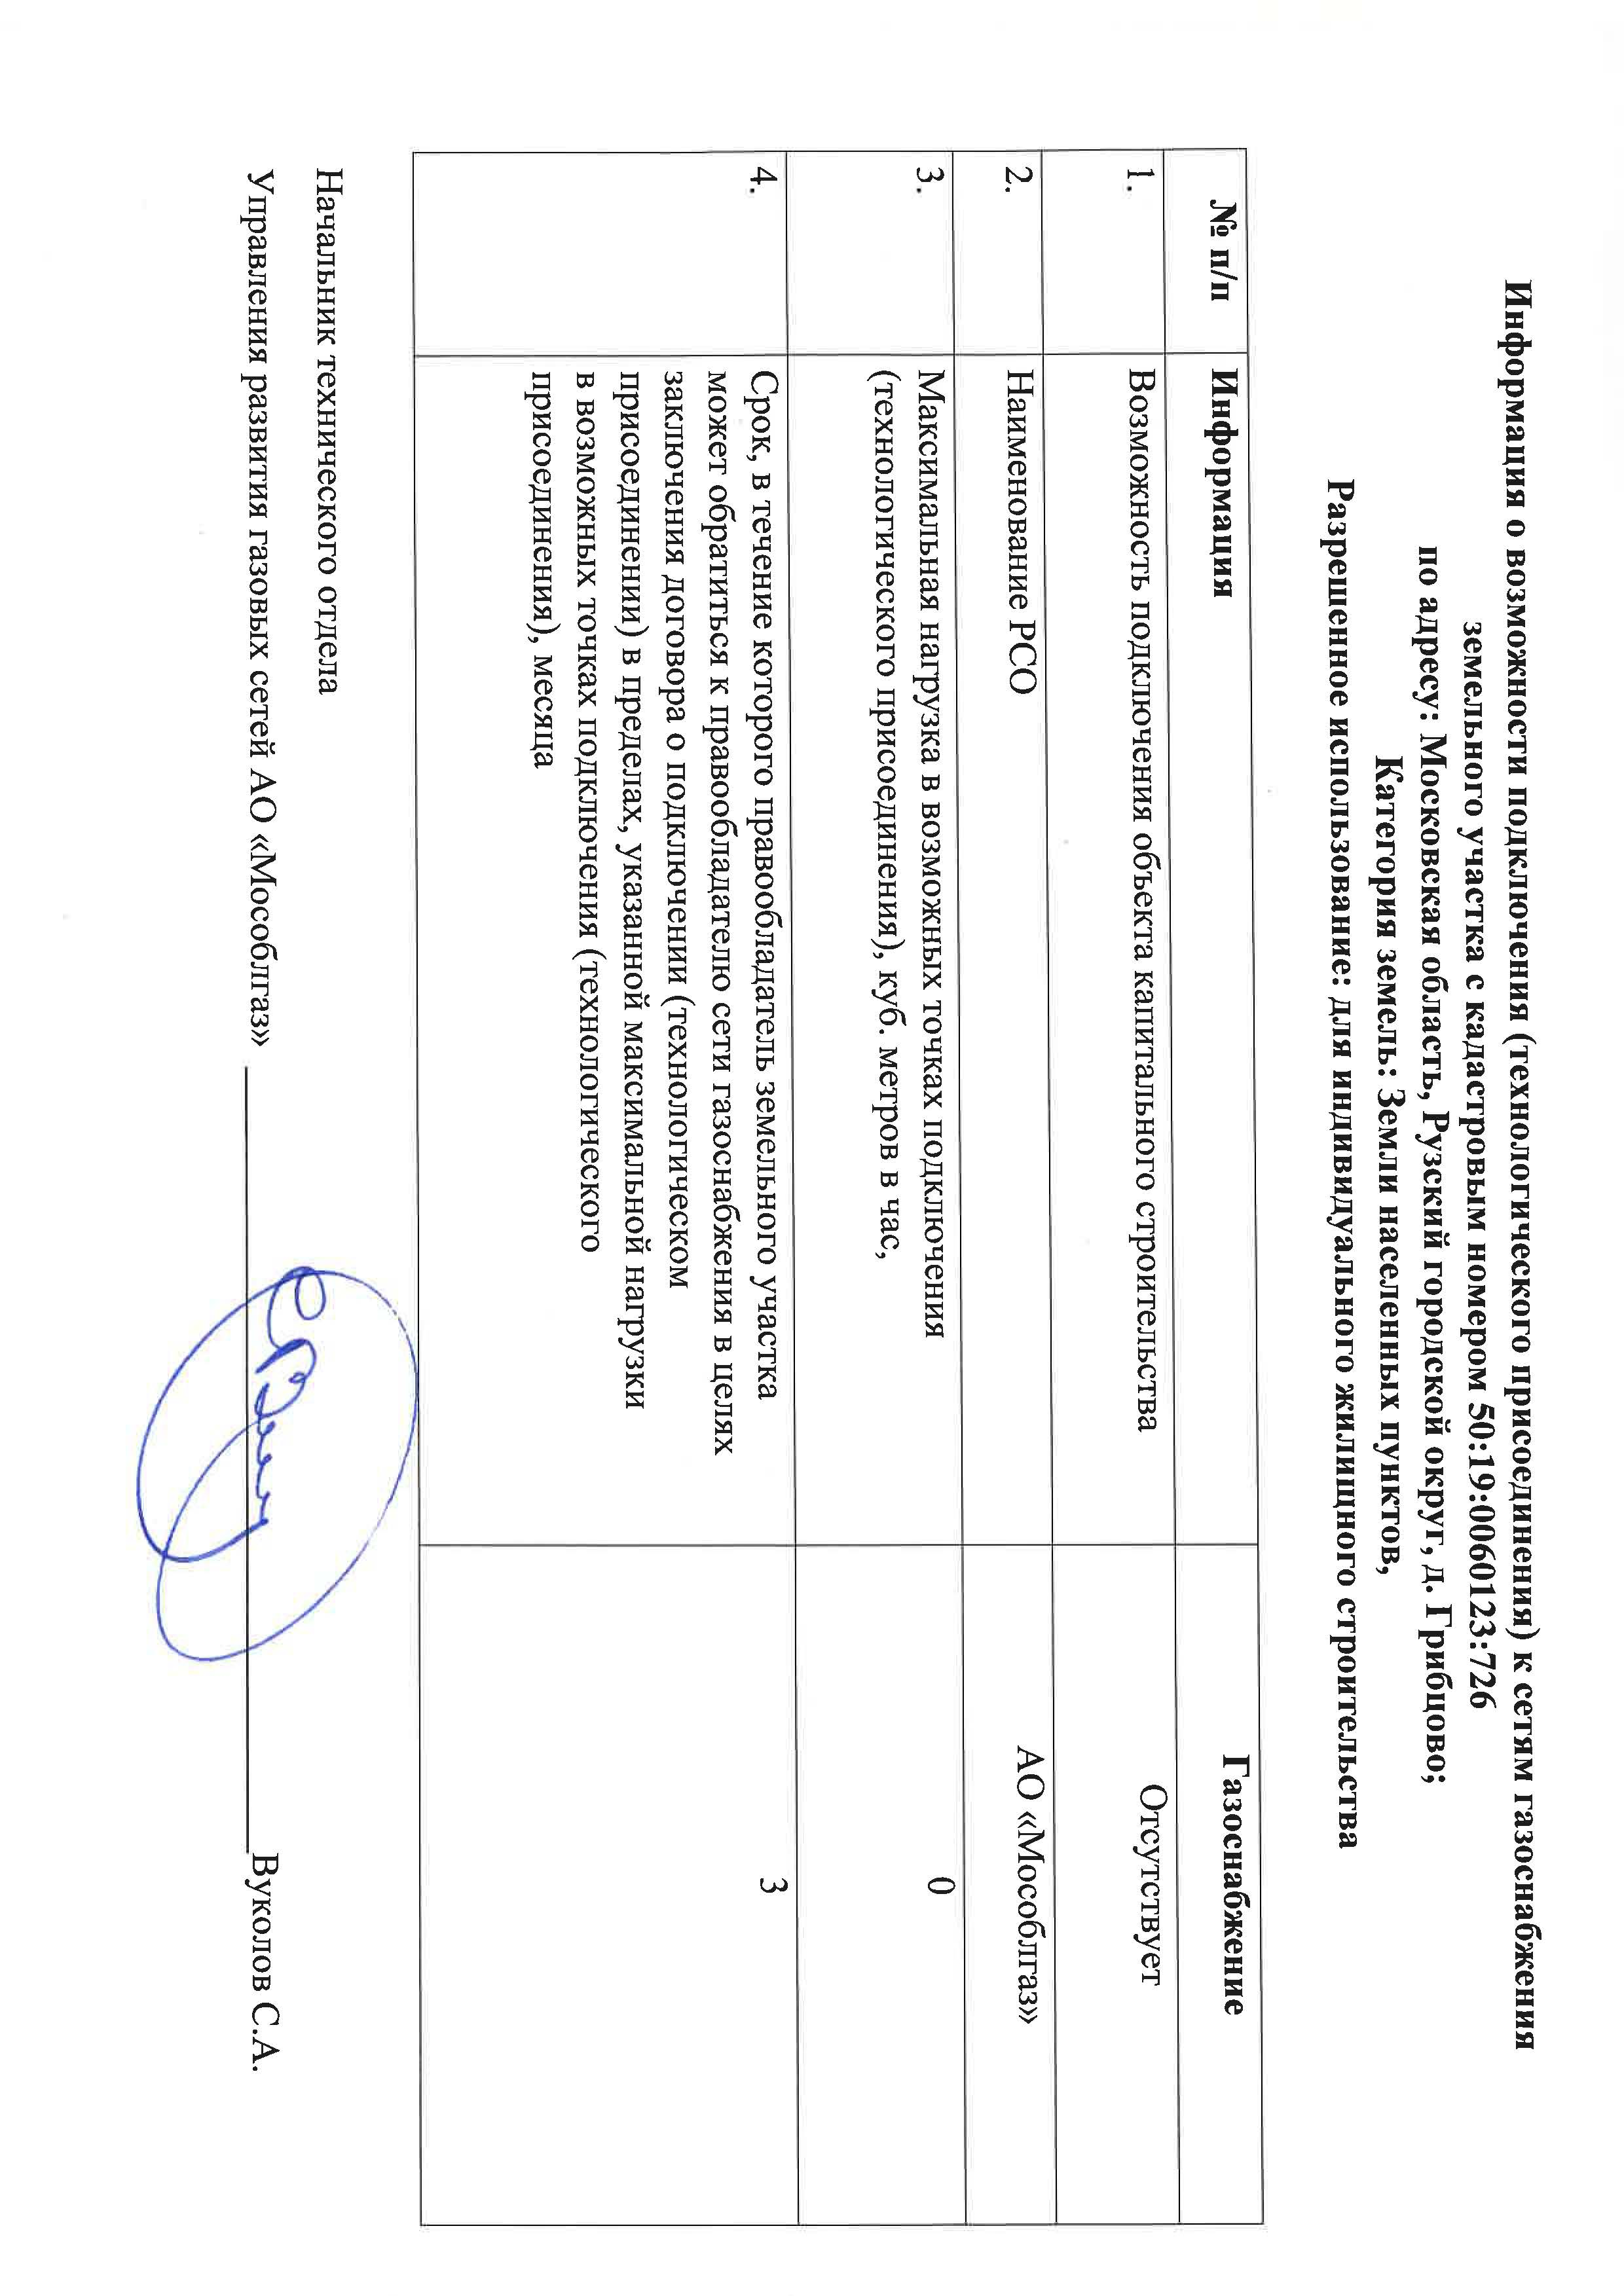 Информация о возможности подключения (технологического присоединения) к сетям газоснабжения
земельного участка с кадастровым номером 50:19:0060123:726
по адресу: Московская область, Рузский городской округ, д. Грибцово;
Категория земель: Земли населенных пунктов,
Разрешенное использование: для индивидуального жилищного строительства
№ п/п
Информация
Газоснабжение
1.
Возможность подключения объекта капитального строительства
Отсутствует
2.
Наименование РСО
АО «Мособлгаз»
3.
Максимальная нагрузка в возможных точках подключения
(технологического присоединения), куб. метров в час,
0
4.
Срок, в течение которого правообладатель земельного участка
может обратиться к правообладателю сети газоснабжения в целях
заключения договора о подключении (технологическом
присоединении) в пределах, указанной максимальной нагрузки
в возможных точках подключения (технологического
присоединения), месяца
3
Начальник технического отдела
Управления развития газовых сетей АО «Мособлгаз» Вуколов С.А.